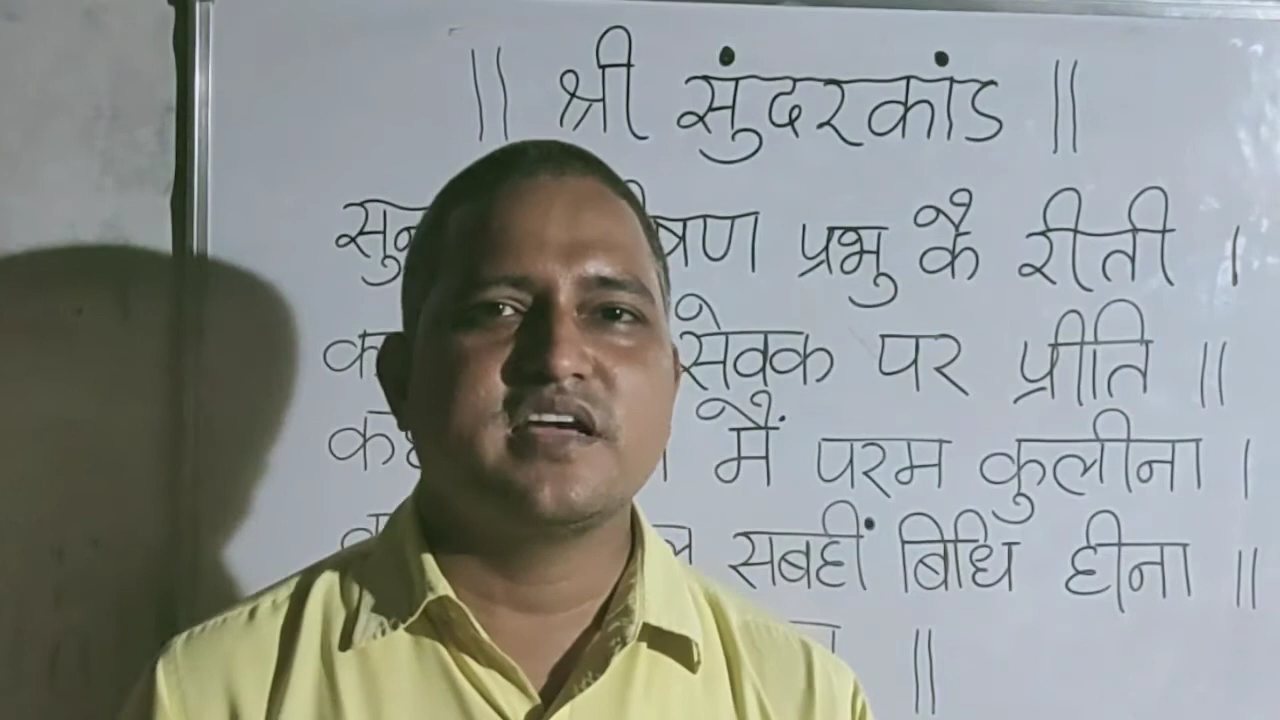 || श्री सुंदरकांड ||
प्रभु कै रीती ।
सेवक पर प्रीति ||
मैं परम कुलीना ।
सबहीं बिधि हीना ||
||